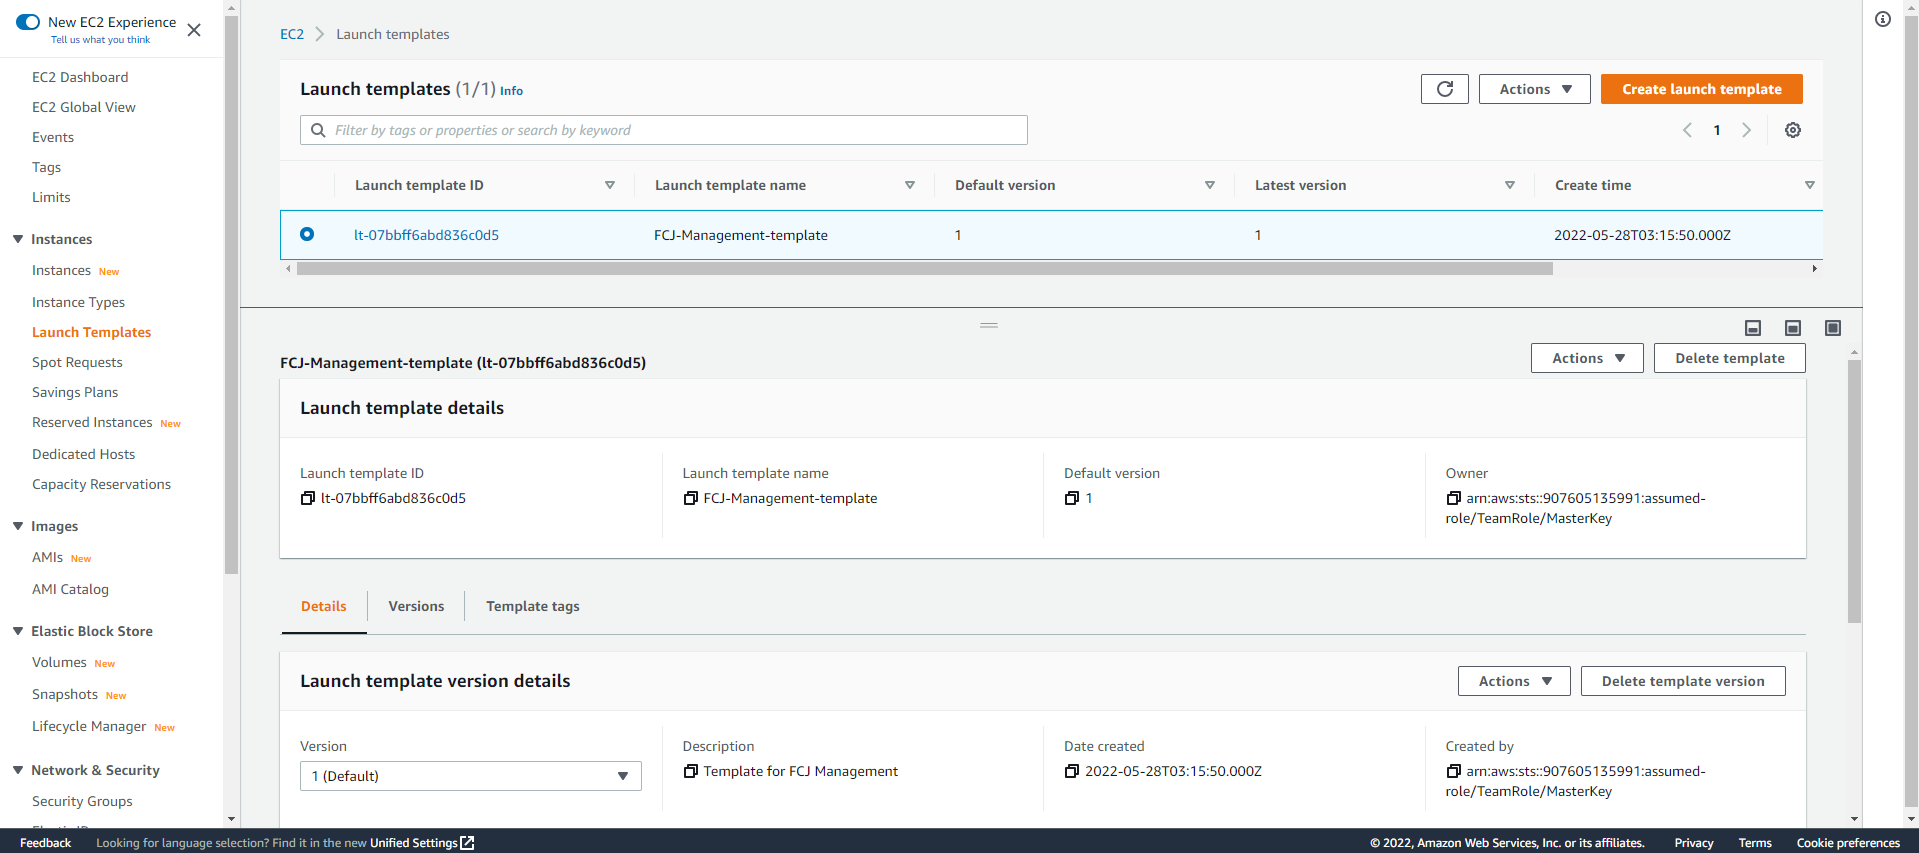 New EC2 Experience
Tell us what you think
EC2 Dashboard
EC2 Global View
Events
Tags
Limits
Instances
Instances New
Instance Types
Launch Templates
Spot Requests
Savings Plans
Reserved Instances New
Dedicated Hosts
Capacity Reservations
Images
AMIs New
AMI Catalog
Elastic Block Store
Volumes New
Snapshots New
Lifecycle Manager New
Network & Security
Security Groups
EC2 Launch templates
Launch templates (1/1) Info
Actions
Create launch template
Filter by tags or properties or search by keyword
1
Launch template ID Launch template name Default version Latest version Create time
lt-07bbff6abd836c0d5 FCJ-Management-template 1 1 2022-05-28T03:15:50.000Z
FCJ-Management-template (lt-07bbff6abd836c0d5)
Actions
Delete template
Launch template details
Launch template ID
lt-07bbff6abd836c0d5
Launch template name
FCJ-Management-template
Default version
1
Owner
arn:aws:sts::907605135991:assumed-
role/TeamRole/MasterKey
Details Versions Template tags
Launch template version details
Actions
Delete template version
Version
1 (Default)
Description
Template for FCJ Management
Date created
2022-05-28T03:15:50.000Z
Created by
arn:aws:sts::907605135991:assumed-
role/TeamRole/MasterKey
Feedback Looking for language selection? Find it in the new Unified Settings © 2022, Amazon Web Services, Inc. or its affiliates. Privacy Terms Cookie preferences